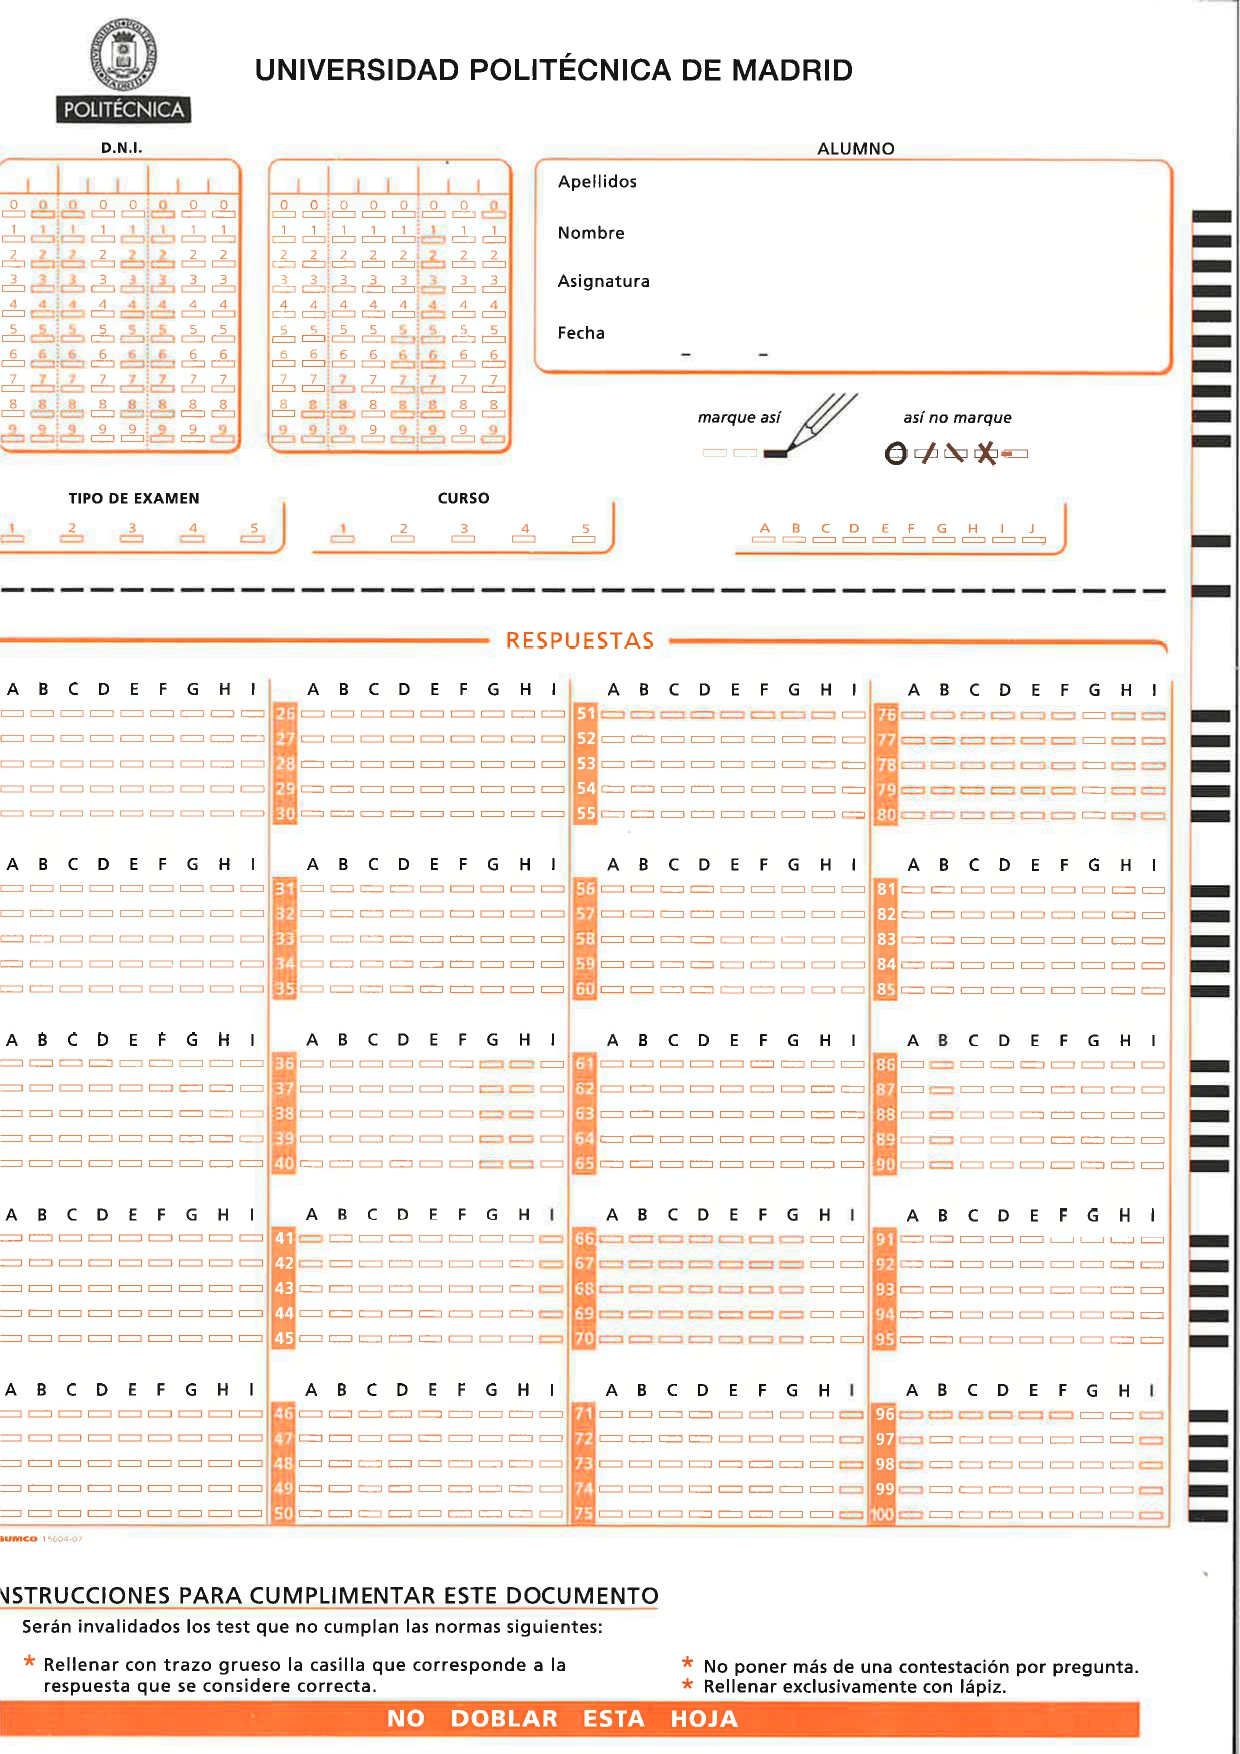 UNIVERSIDAD POLITÉCNICA DE MADRID
POLITÉCNICA
D.N.I.
ALUMNO
Apellidos
Nombre
Asignatura
Fecha
- -
0 0 0 0 0 0 0 0 0 0 0 0 0 0 0 0
1 1 1 1 1 1 1 1 1 1 1 1 1 1 1 1
2 2 2 2 2 2 2 2 2 2 2 2 2 2 2 2
3 3 3 3 3 3 3 3 3 3 3 3 3 3 3 3
4 4 4 4 4 4 4 4 4 4 4 4 4 4 4 4
5 5 5 5 5 5 5 5 5 5 5 5 5 5 5 5
6 6 6 6 6 6 6 6 6 6 6 6 6 6 6 6
7 7 7 7 7 7 7 7 7 7 7 7 7 7 7 7
8 8 8 8 8 8 8 8 8 8 8 8 8 8 8 8
9 9 9 9 9 9 9 9 9 9 9 9 9 9 9 9
marque así así no marque
TIPO DE EXAMEN CURSO
1 2 3 4 5 1 2 3 4 5 A B C D E F G H I J
RESPUESTAS
A B C D E F G H I A B C D E F G H I A B C D E F G H I A B C D E F G H I
26 51 76
27 52 77
28 53 78
29 54 79
30 55 80
A B C D E F G H I A B C D E F G H I A B C D E F G H I A B C D E F G H I
31 56 81
32 57 82
33 58 83
34 59 84
35 60 85
A B C D E F G H I A B C D E F G H I A B C D E F G H I A B C D E F G H I
36 61 86
37 62 87
38 63 88
39 64 89
40 65 90
A B C D E F G H I A B C D E F G H I A B C D E F G H I A B C D E F G H I
41 66 91
42 67 92
43 68 93
44 69 94
45 70 95
A B C D E F G H I A B C D E F G H I A B C D E F G H I A B C D E F G H I
46 71 96
47 72 97
48 73 98
49 74 99
50 75 100
SUMCO 15604-07
NSTRUCCIONES PARA CUMPLIMENTAR ESTE DOCUMENTO
Serán invalidados los test que no cumplan las normas siguientes:
* Rellenar con trazo grueso la casilla que corresponde a la
respuesta que se considere correcta.
* No poner más de una contestación por pregunta.
* Rellenar exclusivamente con lápiz.
NO DOBLAR ESTA HOJA